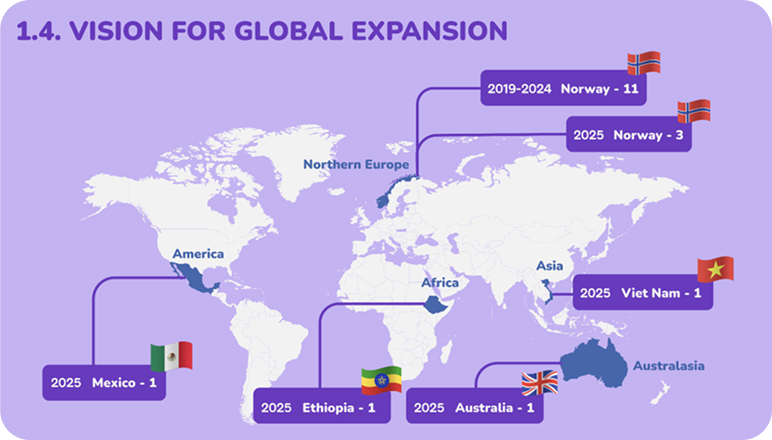 1.4. VISION FOR GLOBAL EXPANSION
2019-2024 Norway - 11
2025 Norway - 3
Northern Europe
America
Asia
Africa
2025 Viet Nam - 1
Australasia
2025 Mexico - 1
2025 Ethiopia - 1
2025 Australia - 1